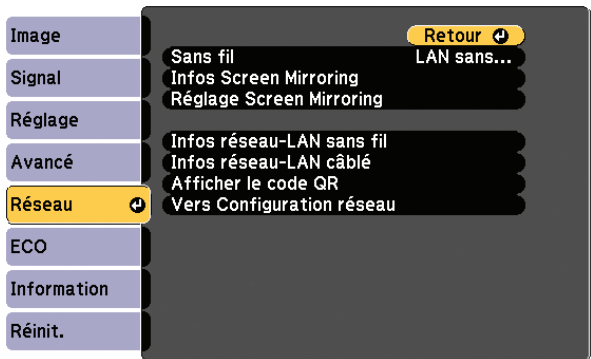 Image
Signal
Réglage
Avancé
Réseau
ECO
Information
Réinit.
Retour
Sans fil LAN sans...
Infos Screen Mirroring
Réglage Screen Mirroring
Infos réseau-LAN sans fil
Infos réseau-LAN câblé
Afficher le code QR
Vers Configuration réseau